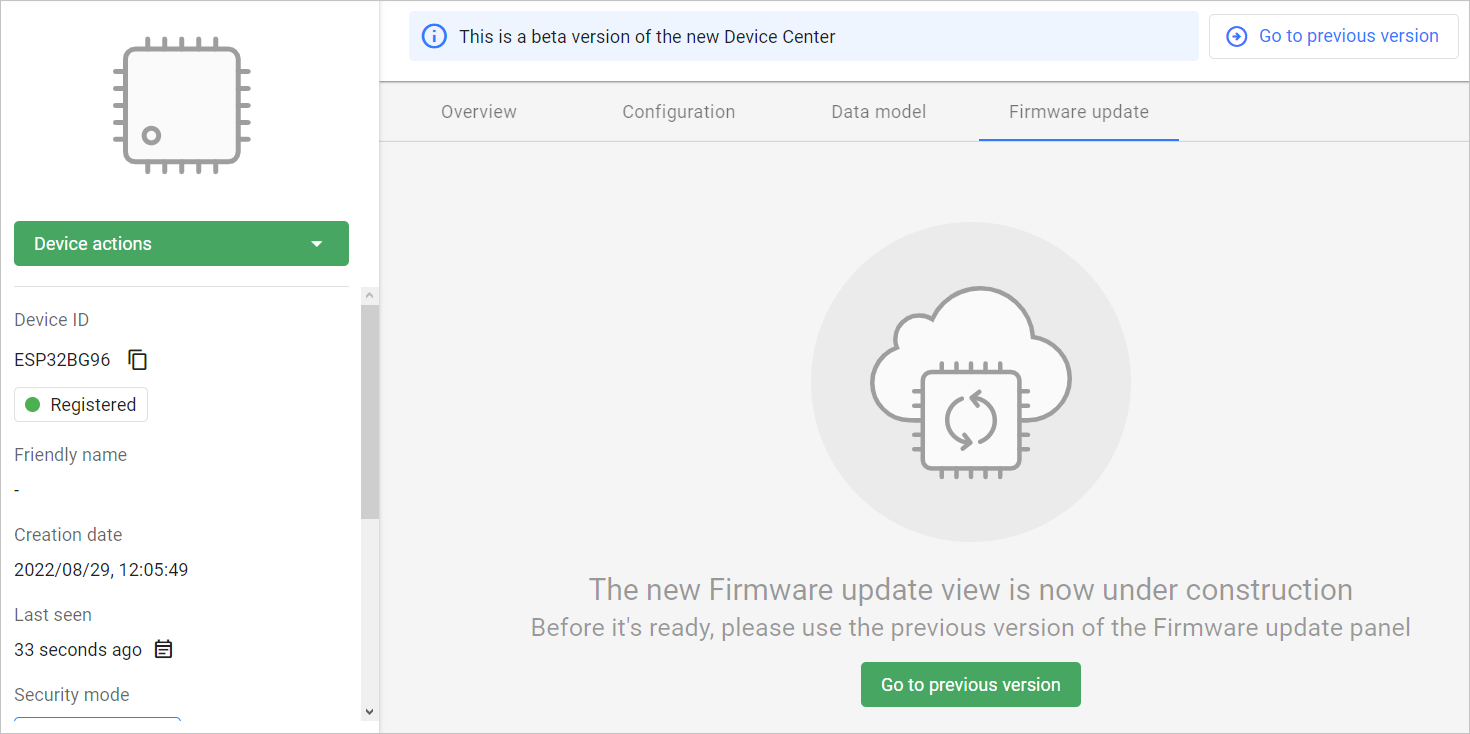 This is a beta version of the new Device Center
Go to previous version
Overview
Configuration
Data model
Firmware update
Device actions
Device ID
ESP32BG96
Registered
Friendly name
-
Creation date
2022/08/29, 12:05:49
Last seen
33 seconds ago
Security mode
The new Firmware update view is now under construction
Before it's ready, please use the previous version of the Firmware update panel
Go to previous version